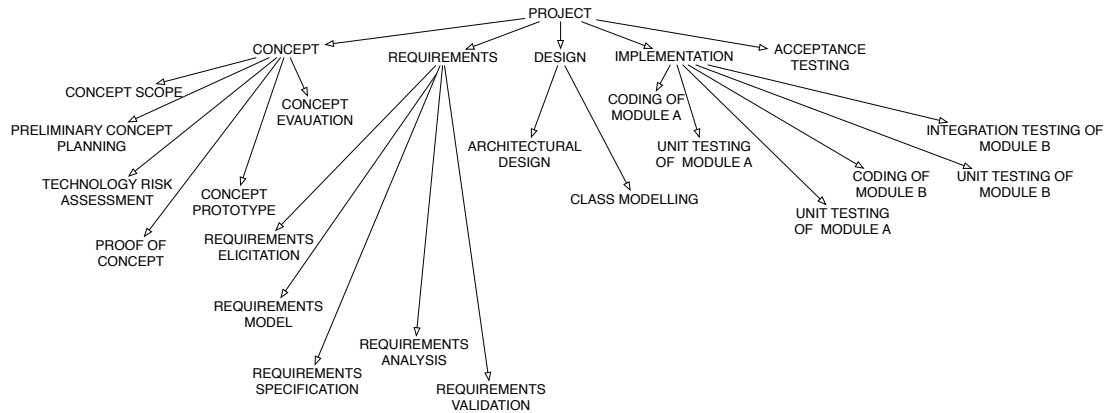 PROJECT
CONCEPT
REQUIREMENTS
DESIGN
IMPLEMENTATION
ACCEPTANCE
TESTING
CONCEPT SCOPE
PRELIMINARY CONCEPT
PLANNING
TECHNOLOGY RISK
ASSESSMENT
PROOF OF
CONCEPT
CONCEPT
PROTOTYPE
CONCEPT
EVAUATION
REQUIREMENTS
ELICITATION
REQUIREMENTS
MODEL
REQUIREMENTS
SPECIFICATION
REQUIREMENTS
ANALYSIS
REQUIREMENTS
VALIDATION
ARCHITECTURAL
DESIGN
CLASS MODELLING
CODING OF
MODULE A
UNIT TESTING
OF MODULE A
UNIT TESTING
OF MODULE A
CODING OF
MODULE B
UNIT TESTING OF
MODULE B
INTEGRATION TESTING OF
MODULE B